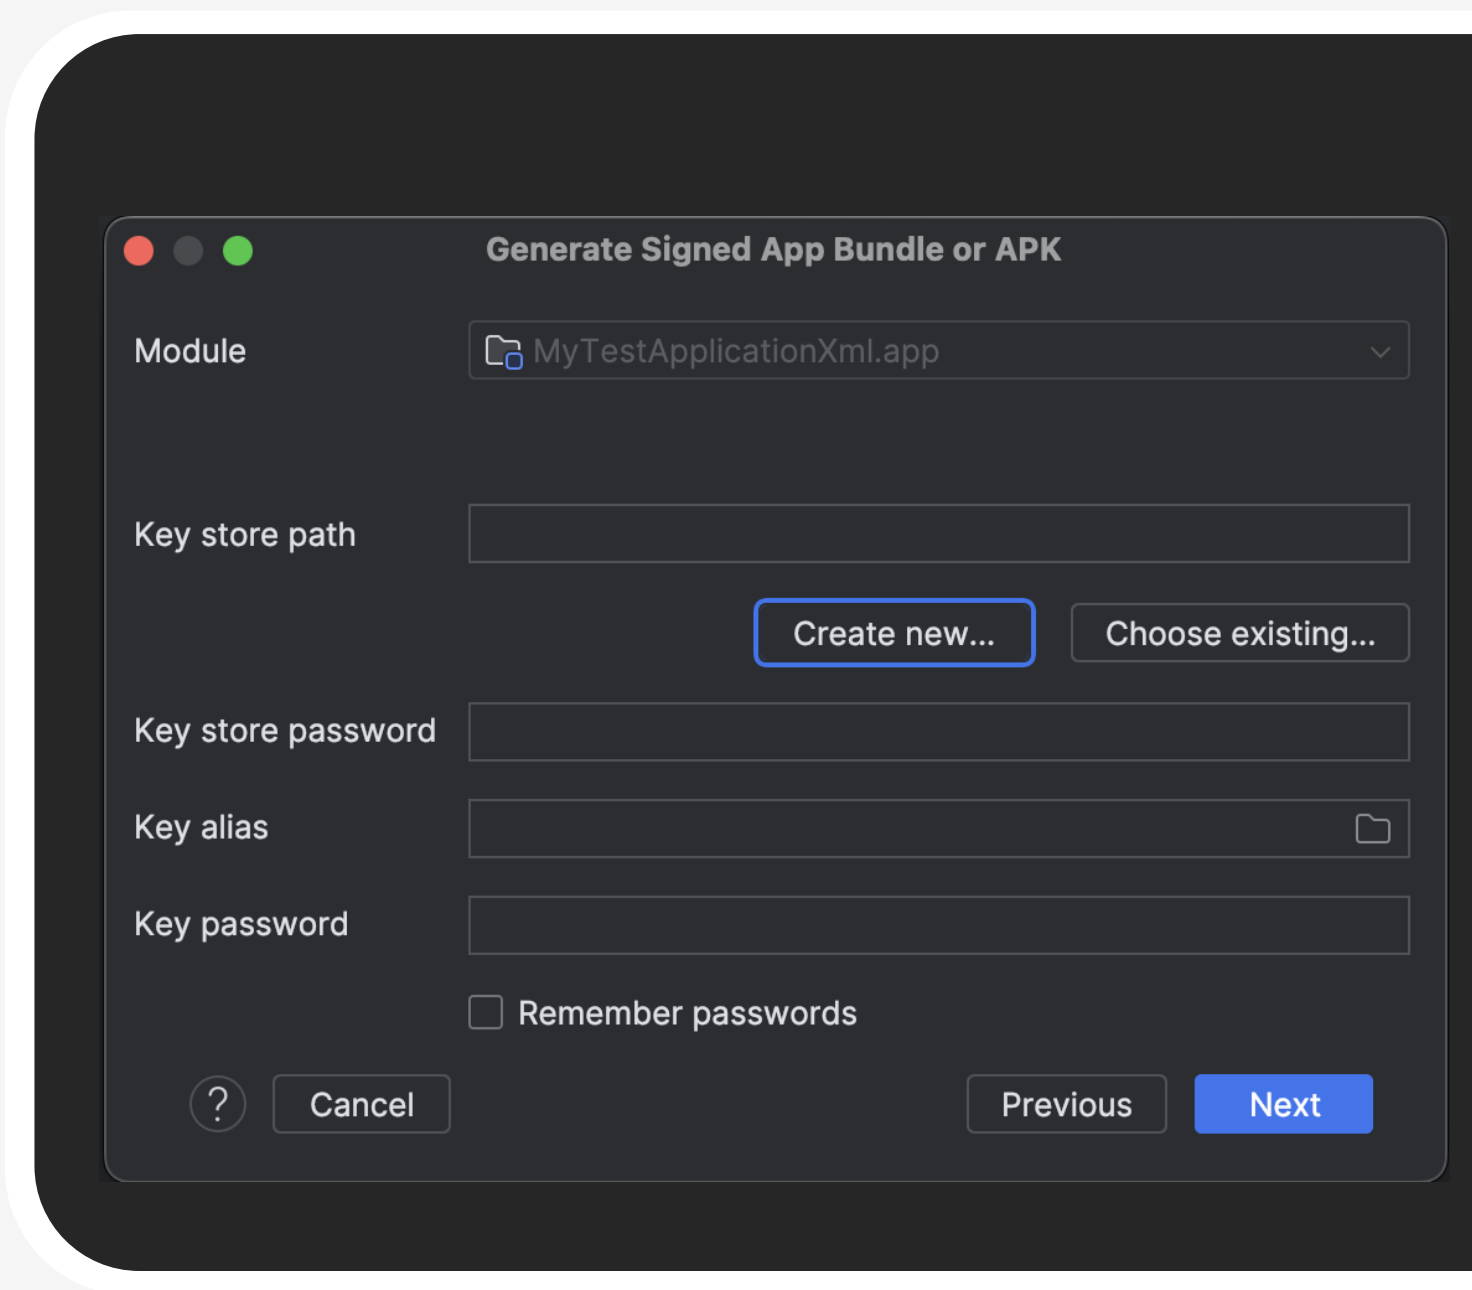 Generate Signed App Bundle or APK
Module
MyTestApplicationXml.app
Key store path
Create new...
Choose existing...
Key store password
Key alias
Key password
Remember passwords
?
Cancel
Previous
Next